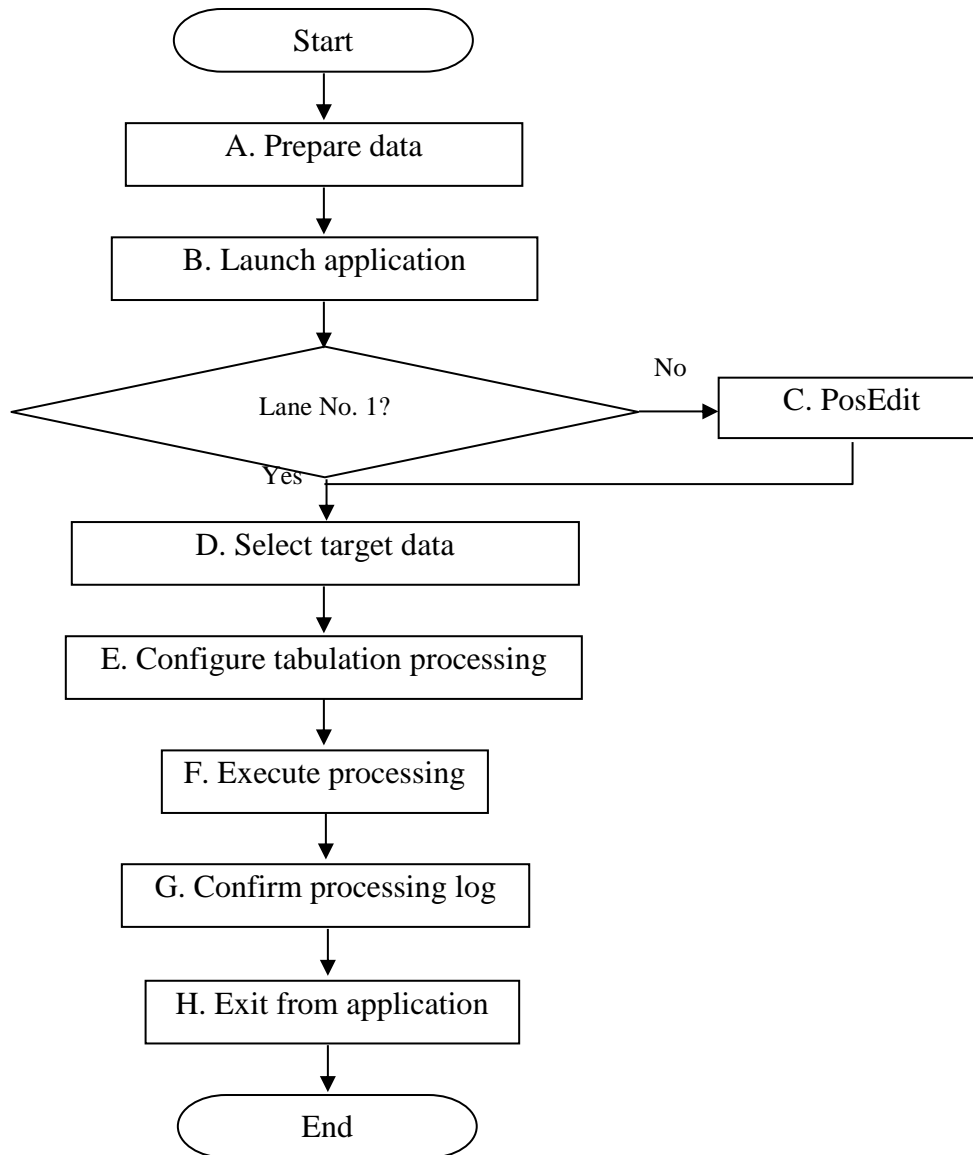 Start
A. Prepare data
B. Launch application
Lane No. 1?
No
C. PosEdit
Yes
D. Select target data
E. Configure tabulation processing
F. Execute processing
G. Confirm processing log
H. Exit from application
End